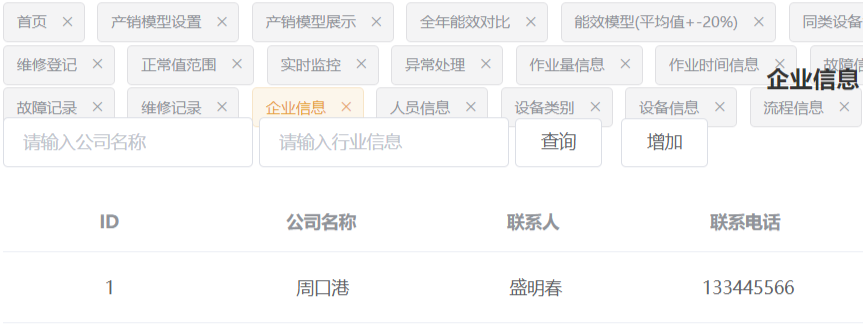 首页 × 产销模型设置 × 产销模型展示 × 全年能效对比 × 能效模型(平均值+-20%) × 同类设备
维修登记 × 正常值范围 × 实时监控 × 异常处理 × 作业量信息 × 作业时间信息 × 故障信
企业信息
故障记录 × 维修记录 × 企业信息 × 人员信息 × 设备类别 × 设备信息 × 流程信息 ×
请输入公司名称 请输入行业信息 查询 增加
ID 公司名称 联系人 联系电话
1 周口港 盛明春 133445566